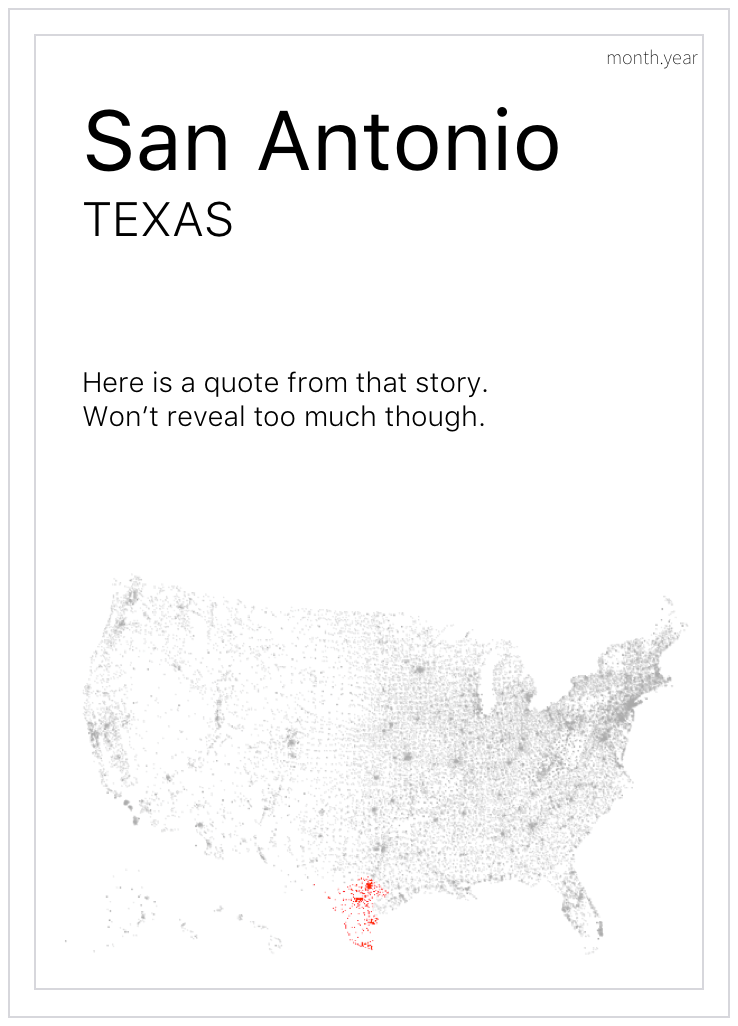 month.year
San Antonio
TEXAS
Here is a quote from that story.
Won’t reveal too much though.